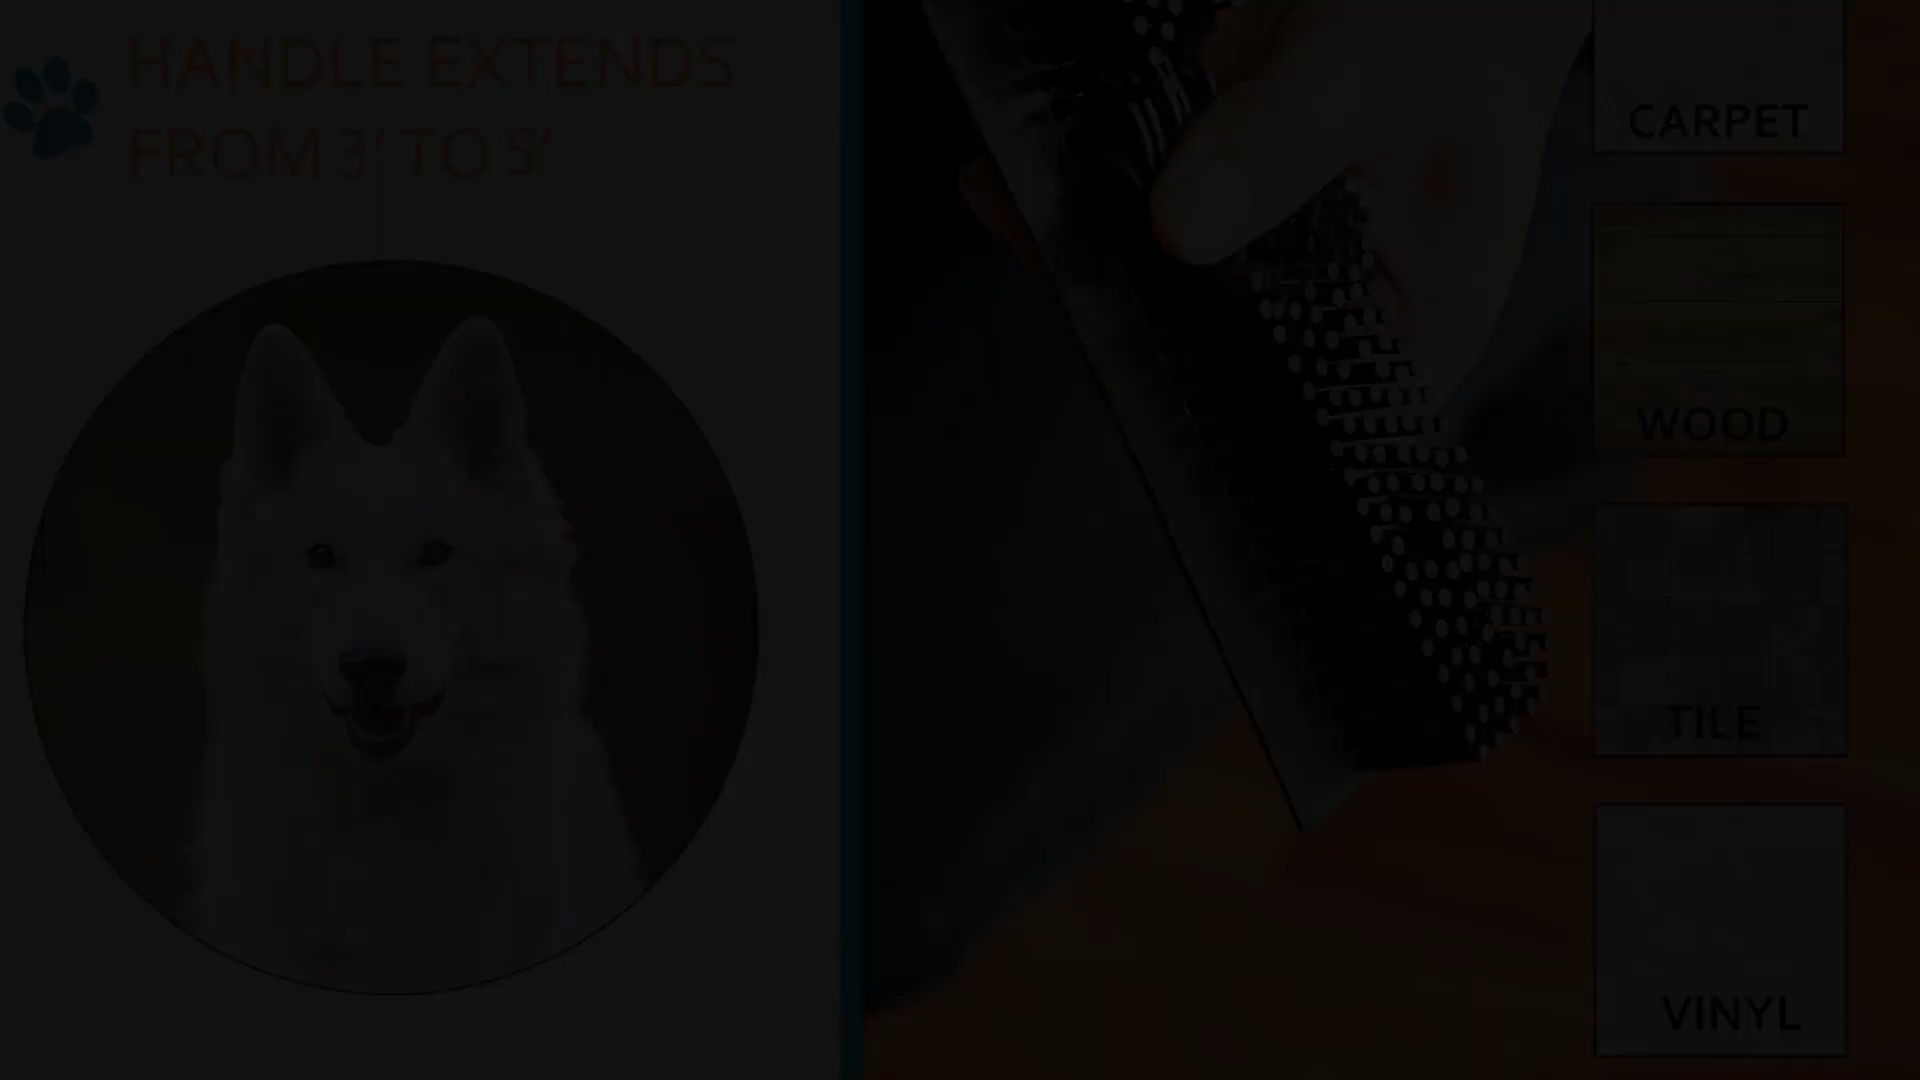 HANDLE EXTENDS
FROM 3' TO 5'
CARPET
WOOD
TILE
VINYL